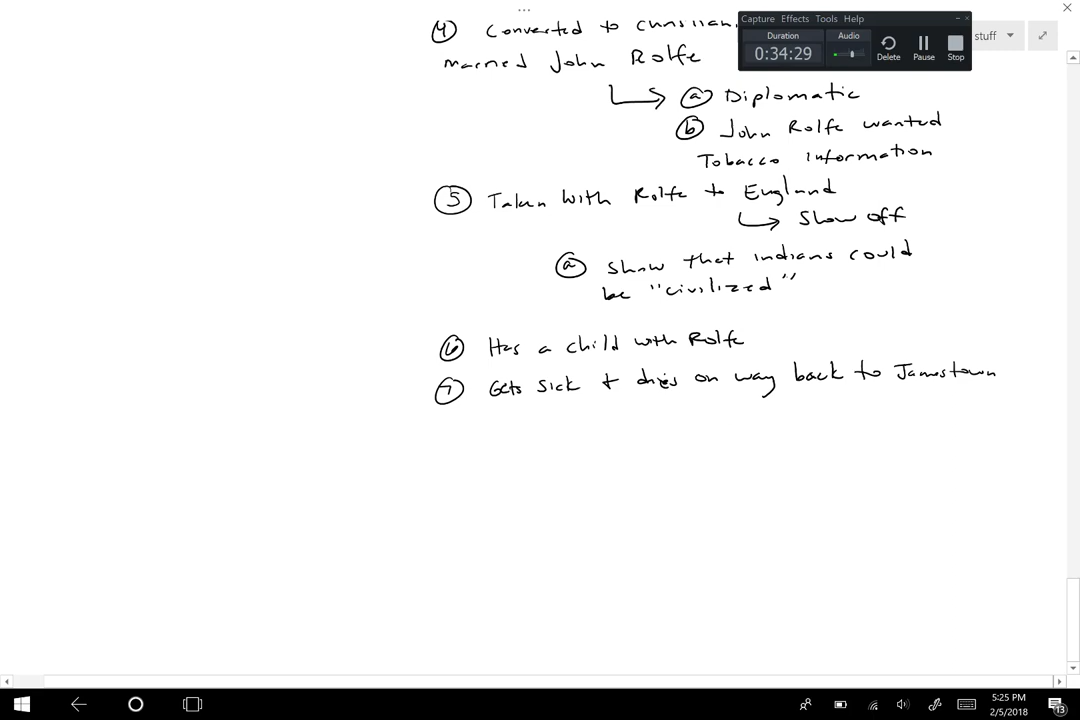 Capture Effects Tools Help
Duration Audio
0:34:29 Delete Pause Stop
stuff
④ Converted to
married John Rolfe
ⓐ Diplomatic
ⓑ John Rolfe wanted
Tobacco information
⑤ Taken with Rolfe to England
Show off
ⓐ Show that indians could
be "civilized"
⑥ Has a child with Rolfe
⑦ Gets sick + dies on way back to Jamestown
5:25 PM
2/5/2018
13